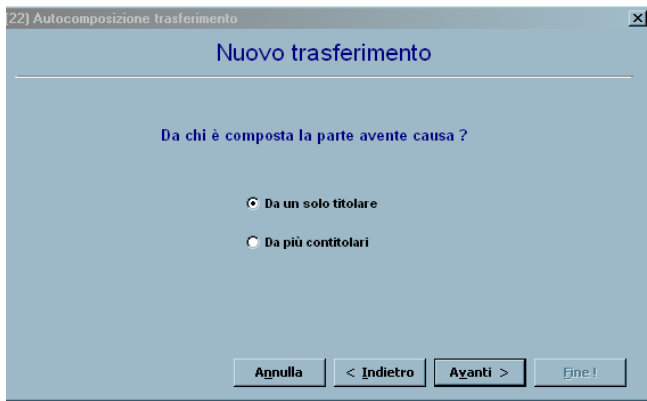 (22) Autocomposizione trasferimento
Nuovo trasferimento
Da chi è composta la parte avente causa ?
Da un solo titolare
Da più contitolari
Annulla < Indietro Avanti > Fine !